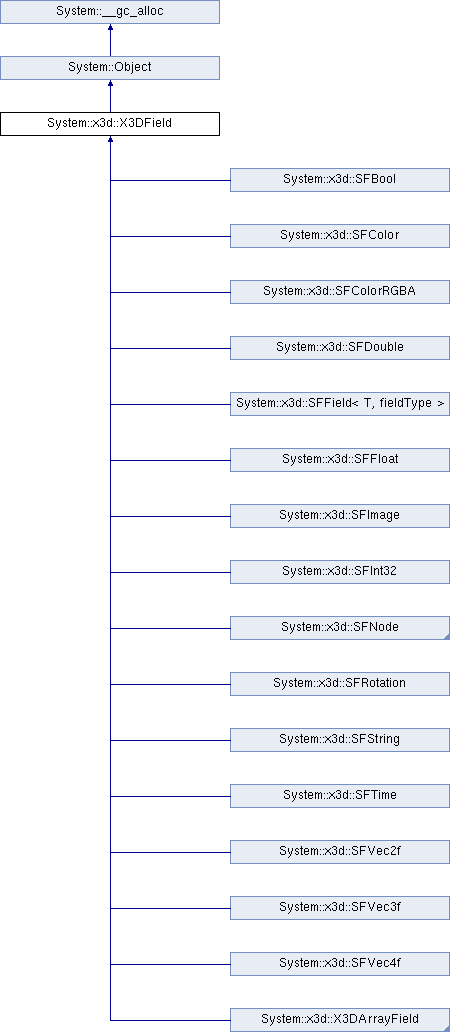 System::__gc_alloc
System::Object
System::x3d::X3DField
System::x3d::SFBool
System::x3d::SFColor
System::x3d::SFColorRGBA
System::x3d::SFDouble
System::x3d::SFField< T, fieldType >
System::x3d::SFFloat
System::x3d::SFImage
System::x3d::SFInt32
System::x3d::SFNode
System::x3d::SFRotation
System::x3d::SFString
System::x3d::SFTime
System::x3d::SFVec2f
System::x3d::SFVec3f
System::x3d::SFVec4f
System::x3d::X3DArrayField